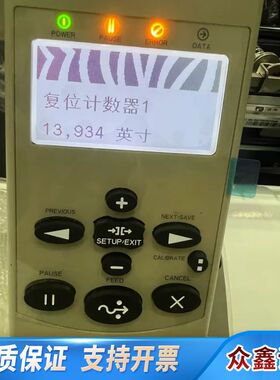 POWER PAUSE ERROR DATA
复位计数器1
13,934 英寸
PREVIOUS
NEXT·SAVE
SETUP/EXIT
CALIBRATE
PAUSE
FEED
CANCEL
质保证 支持开票
众鑫